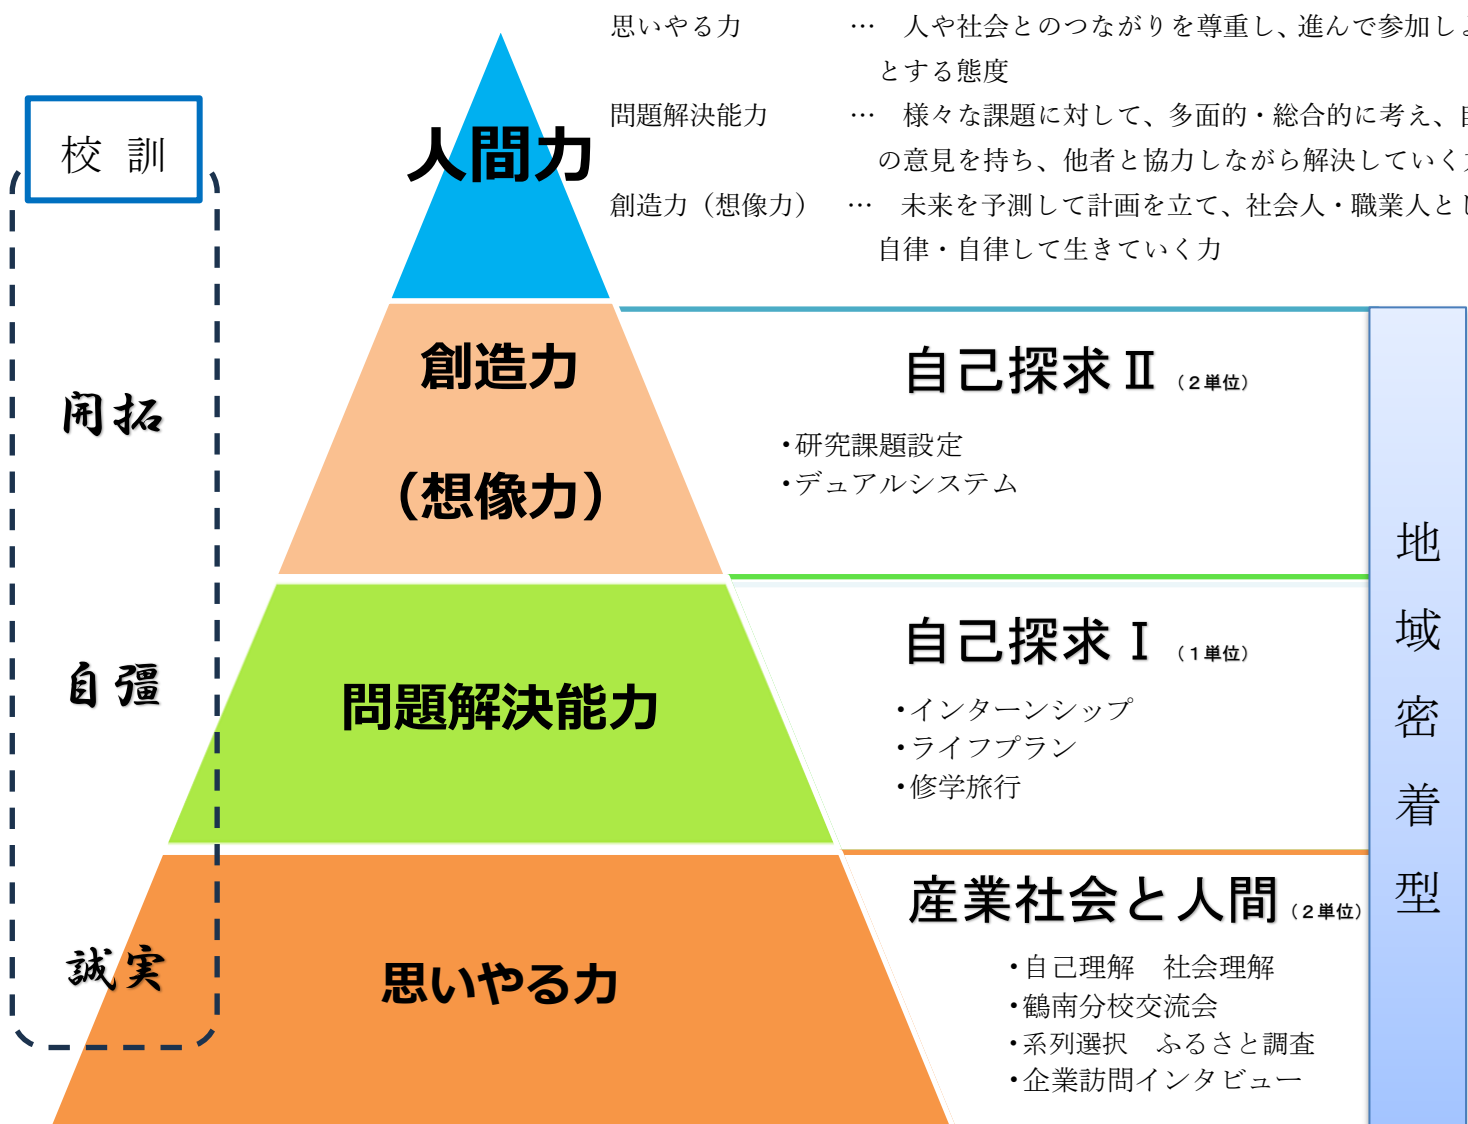 思いやる力 … 人や社会とのつながりを尊重し、進んで参加しよ
とする態度
問題解決能力 … 様々な課題に対して、多面的・総合的に考え、自
の意見を持ち、他者と協力しながら解決していく力
創造力（想像力） … 未来を予測して計画を立て、社会人・職業人とし
自律・自律して生きていく力
校 訓
開拓
自彊
誠実
人間力
創造力
（想像力）
問題解決能力
思いやる力
自己探求Ⅱ（２単位）
・研究課題設定
・デュアルシステム
自己探求Ⅰ（１単位）
・インターンシップ
・ライフプラン
・修学旅行
産業社会と人間（２単位）
・自己理解　社会理解
・鶴南分校交流会
・系列選択　ふるさと調査
・企業訪問インタビュー
地域密着型